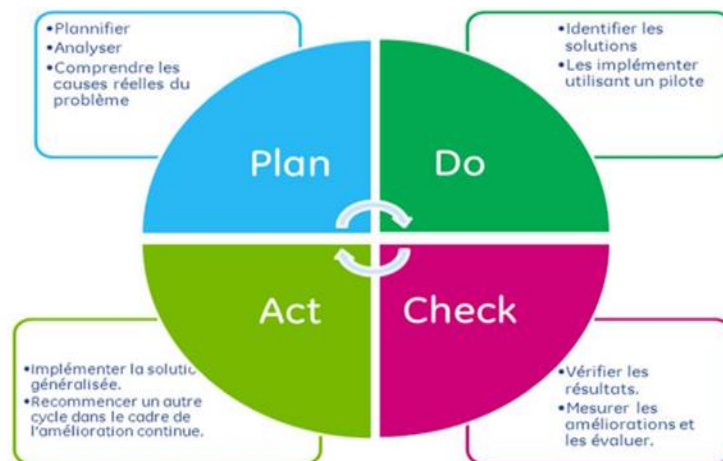 •Plannifier
•Analyser
•Comprendre les
causes réelles du
problème
•Identifier les
solutions
•Les implémenter
utilisant un pilote
Plan
Do
Act
Check
•Implémenter la solutio
généralisée.
•Recommencer un autre
cycle dans le cadre de
l'amélioration continue.
•Vérifier les
résultats.
•Mesurer les
améliorations et
les évaluer.